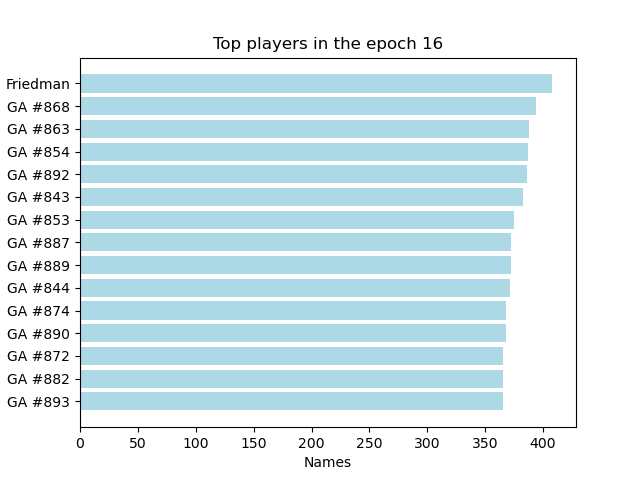 Top players in the epoch 16
Friedman
GA #868
GA #863
GA #854
GA #892
GA #843
GA #853
GA #887
GA #889
GA #844
GA #874
GA #890
GA #872
GA #882
GA #893
0 50 100 150 200 250 300 350 400
Names